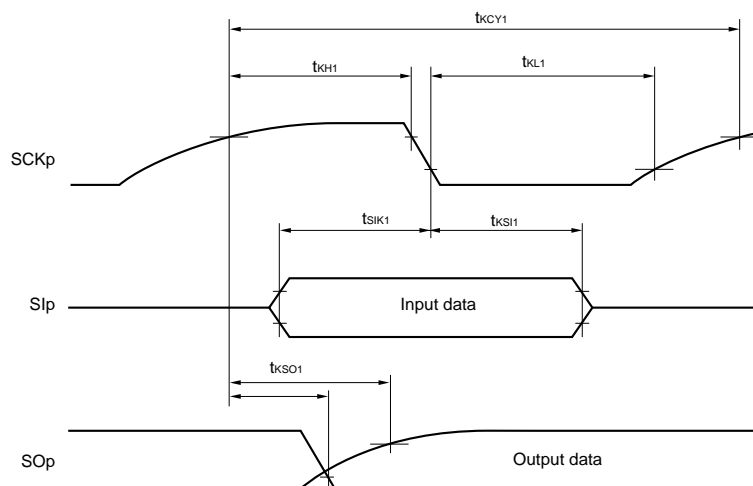 tKCY1
tKH1
tKL1
SCKp
tSIK1
tKSI1
SIp
Input data
tKSO1
SOp
Output data